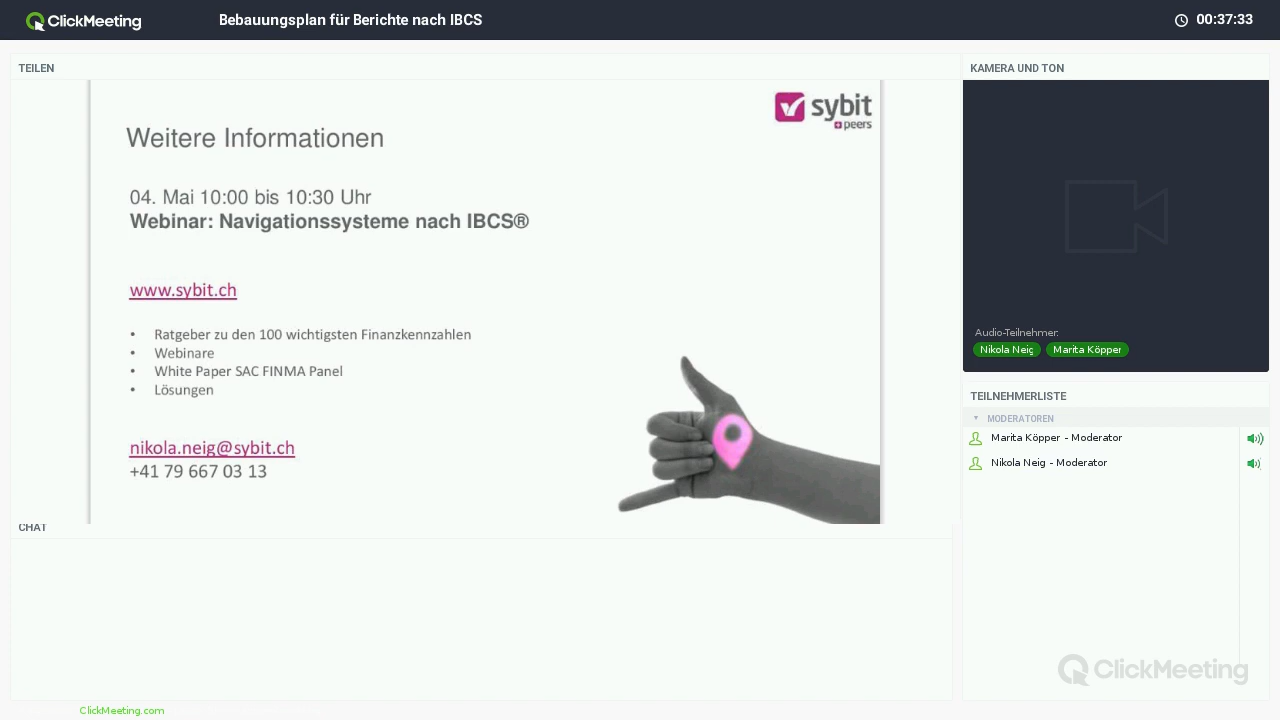 ClickMeeting
Bebauungsplan für Berichte nach IBCS
00:37:33
TEILEN
sybit
+peers
Weitere Informationen
04. Mai 10:00 bis 10:30 Uhr
Webinar: Navigationssysteme nach IBCS®
www.sybit.ch
• Ratgeber zu den 100 wichtigsten Finanzkennzahlen
• Webinare
• White Paper SAC FINMA Panel
• Lösungen
nikola.neig@sybit.ch
+41 79 667 03 13
CHAT
KAMERA UND TON
Audio-Teilnehmer:
Nikola Neig Marita Köpper
TEILNEHMERLISTE
MODERATOREN
Marita Köpper - Moderator
Nikola Neig - Moderator
ClickMeeting
ClickMeeting.com